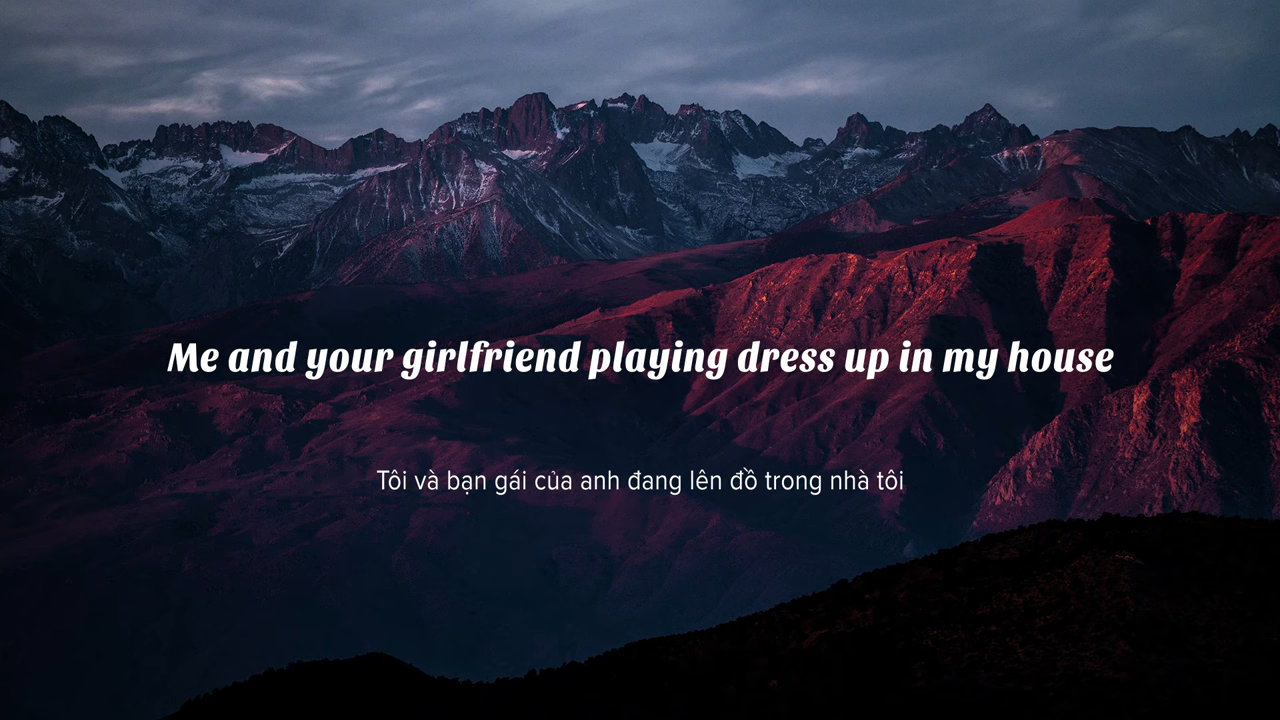 Me and your girlfriend playing dress up in my house
Tôi và bạn gái của anh đang lên đồ trong nhà tôi